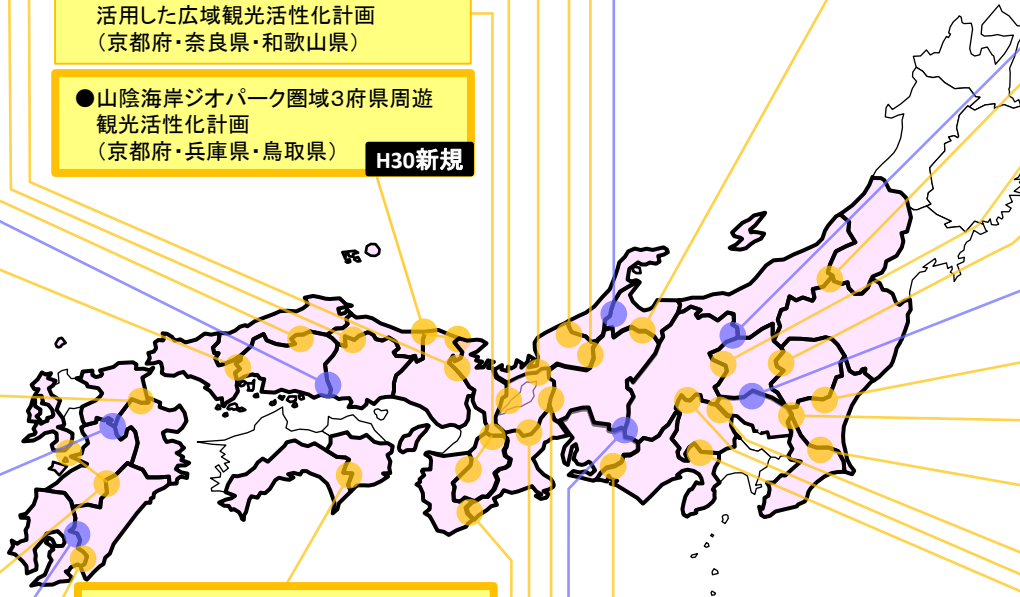 活用した広域観光活性化計画
（京都府・奈良県・和歌山県）
●山陰海岸ジオパーク圏域３府県周遊
観光活性化計画
（京都府・兵庫県・鳥取県）
H30新規